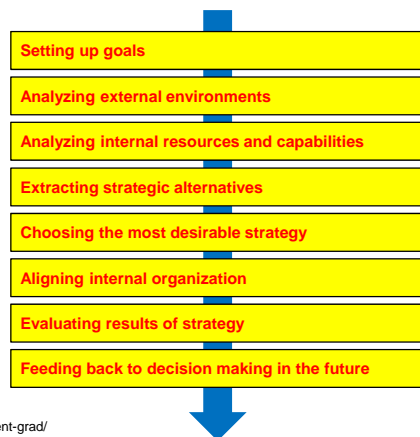 Setting up goals
Analyzing external environments
Analyzing internal resources and capabilities
Extracting strategic alternatives
Choosing the most desirable strategy
Aligning internal organization
Evaluating results of strategy
Feeding back to decision making in the future
ent-grad/